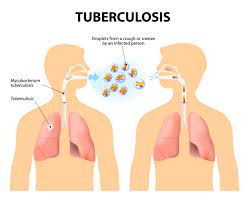 TUBERCULOSIS
Droplets from a cough or sneeze
by an infected person
Mycobacterium
tuberculosis
Tuberculosis